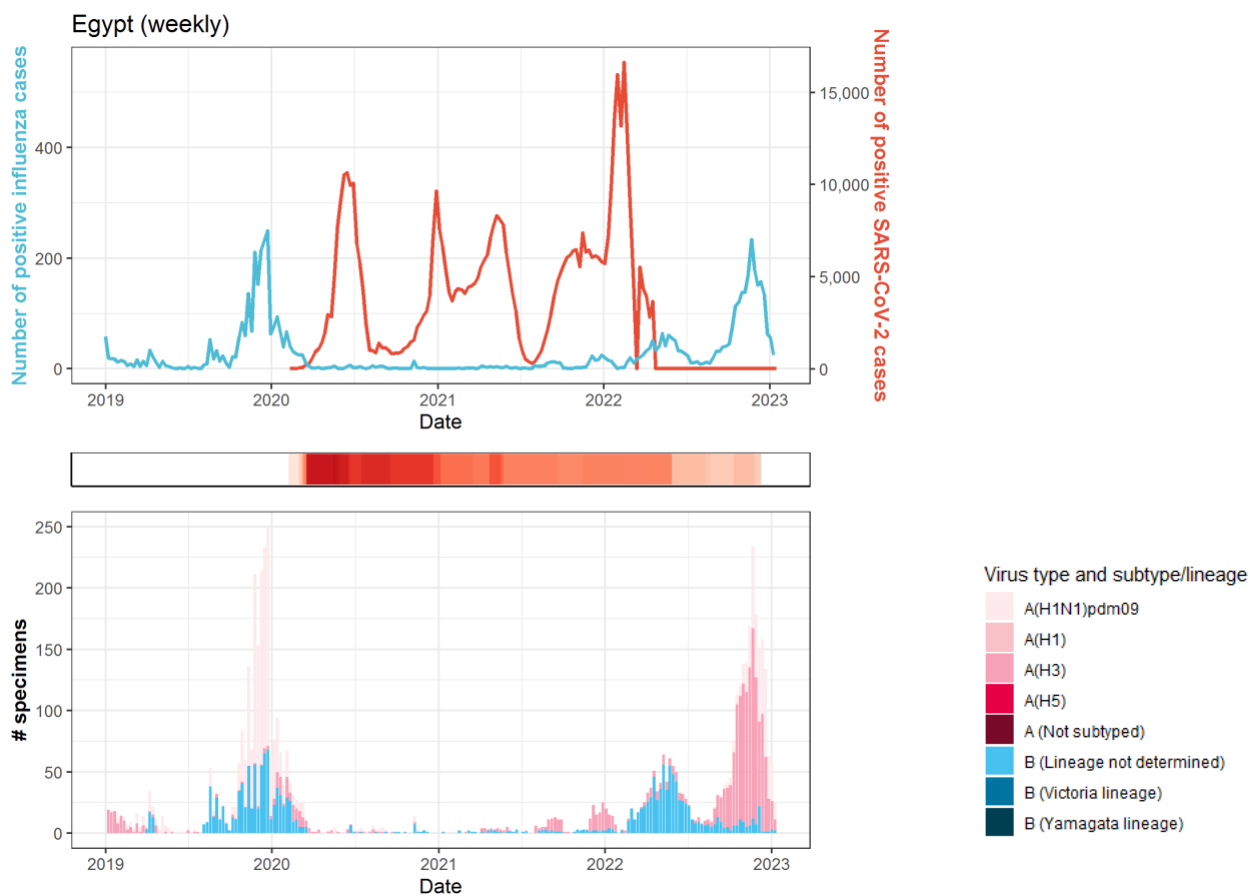 Egypt (weekly)
Number of positive influenza cases
400
200
0
15,000
10,000
5,000
0
Number of positive SARS-CoV-2 cases
2019 2020 2021 2022 2023
Date
# specimens
250
200
150
100
50
0
2019 2020 2021 2022 2023
Date
Virus type and subtype/lineage
A(H1N1)pdm09
A(H1)
A(H3)
A(H5)
A (Not subtyped)
B (Lineage not determined)
B (Victoria lineage)
B (Yamagata lineage)